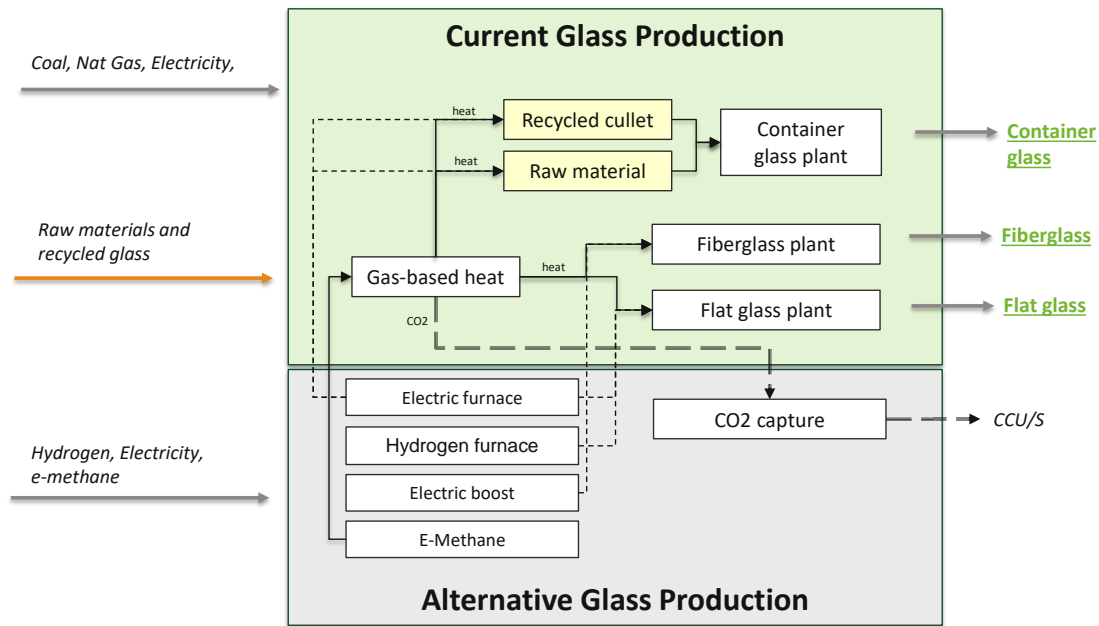 Current Glass Production
Coal, Nat Gas, Electricity,
heat
Recycled cullet
Container
glass plant
Container
glass
heat
Raw material
Raw materials and
recycled glass
Fiberglass plant
Fiberglass
Gas-based heat
heat
Flat glass plant
Flat glass
CO2
Electric furnace
CO2 capture
CCU/S
Hydrogen furnace
Hydrogen, Electricity,
e-methane
Electric boost
E-Methane
Alternative Glass Production